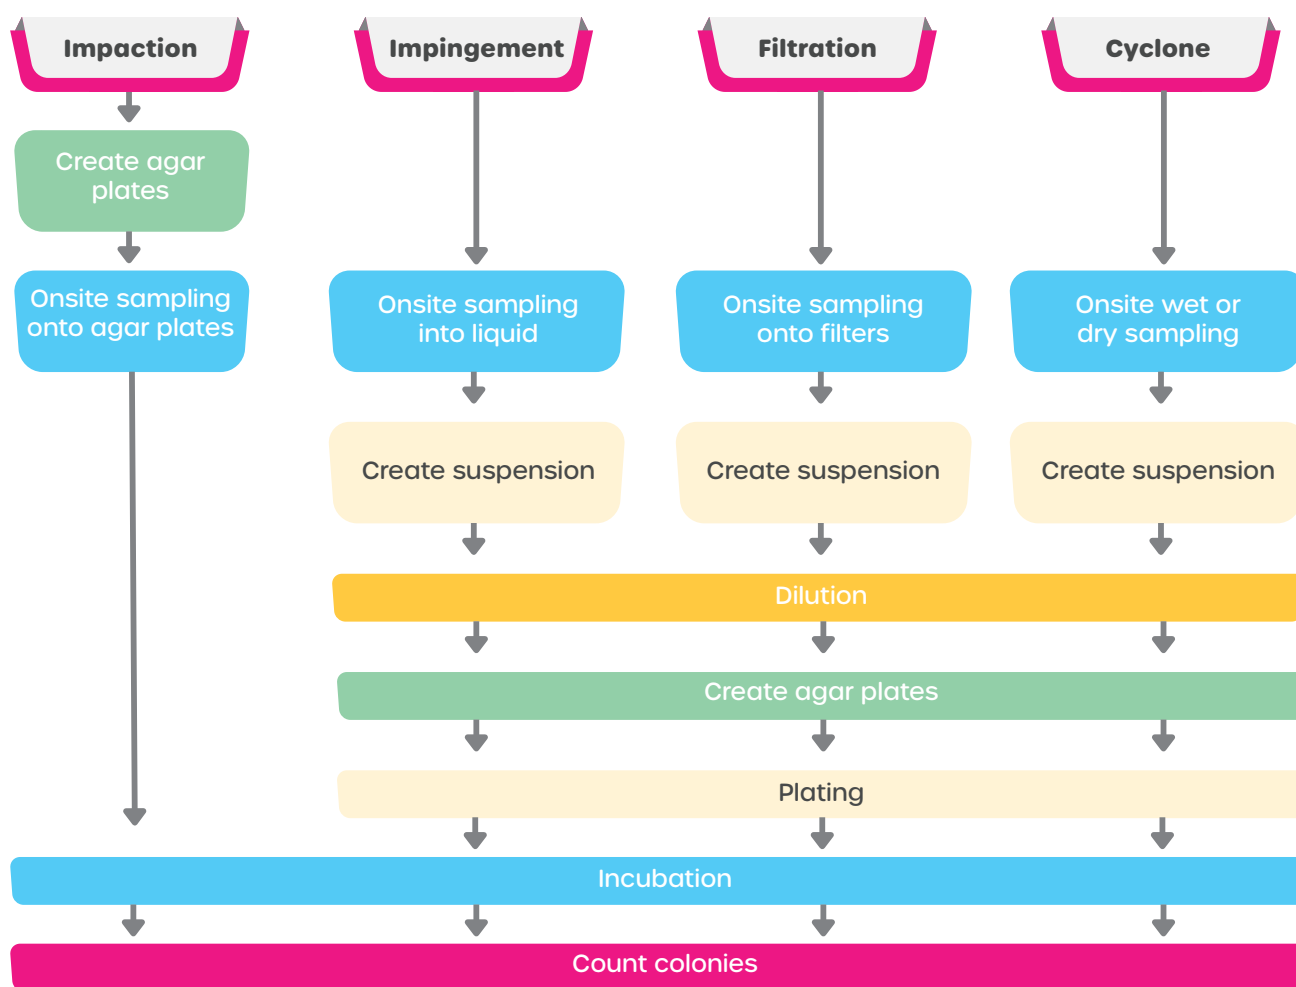 Impaction
Impingement
Filtration
Cyclone
Create agar
plates
Onsite sampling
onto agar plates
Onsite sampling
into liquid
Onsite sampling
onto filters
Onsite wet or
dry sampling
Create suspension
Create suspension
Create suspension
Dilution
Create agar plates
Plating
Incubation
Count colonies